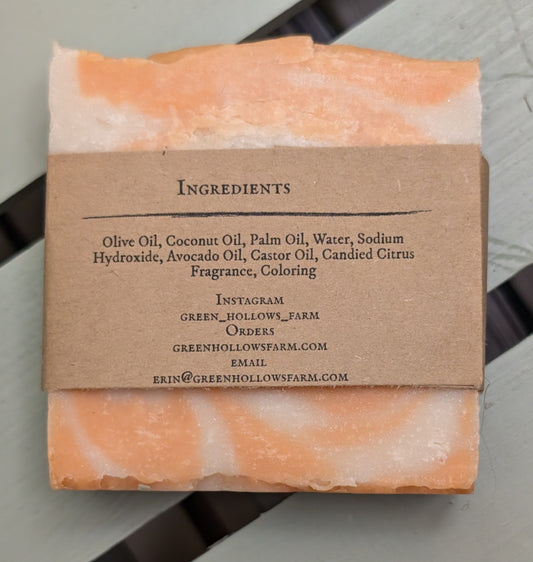 Ingredients
Olive Oil, Coconut Oil, Palm Oil, Water, Sodium
Hydroxide, Avocado Oil, Castor Oil, Candied Citrus
Fragrance, Coloring
Instagram
green_hollows_farm
Orders
greenhollowsfarm.com
email
erin@greenhollowsfarm.com